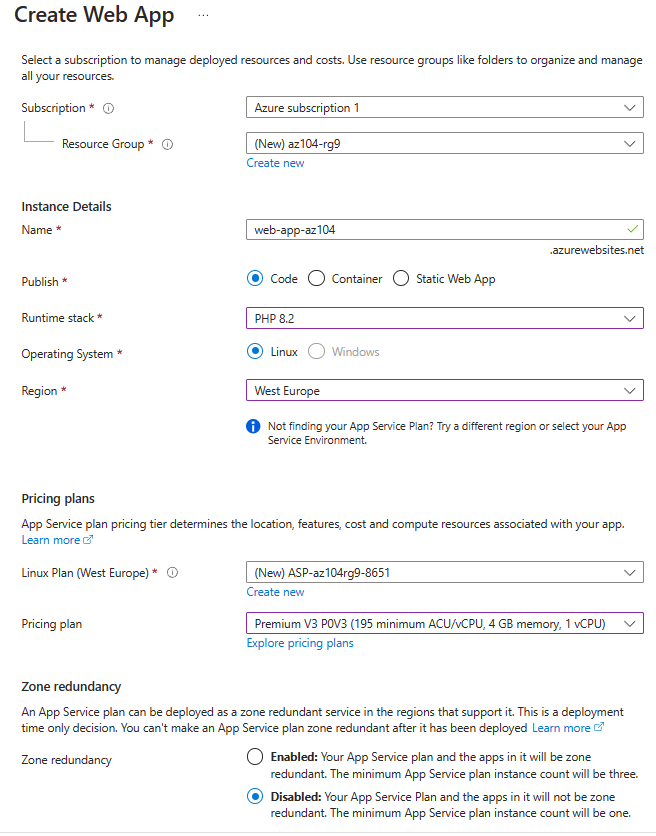 Create Web App ...
Select a subscription to manage deployed resources and costs. Use resource groups like folders to organize and manage
all your resources.
Subscription *
Azure subscription 1
Resource Group *
(New) az104-rg9
Create new
Instance Details
Name *
web-app-az104
.azurewebsites.net
Publish *
Code Container Static Web App
Runtime stack *
PHP 8.2
Operating System *
Linux Windows
Region *
West Europe
Not finding your App Service Plan? Try a different region or select your App
Service Environment.
Pricing plans
App Service plan pricing tier determines the location, features, cost and compute resources associated with your app.
Learn more
Linux Plan (West Europe) *
(New) ASP-az104rg9-8651
Create new
Pricing plan
Premium V3 P0V3 (195 minimum ACU/vCPU, 4 GB memory, 1 vCPU)
Explore pricing plans
Zone redundancy
An App Service plan can be deployed as a zone redundant service in the regions that support it. This is a deployment
time only decision. You can't make an App Service plan zone redundant after it has been deployed Learn more
Zone redundancy
Enabled: Your App Service plan and the apps in it will be zone
redundant. The minimum App Service plan instance count will be three.
Disabled: Your App Service Plan and the apps in it will not be zone
redundant. The minimum App Service plan instance count will be one.